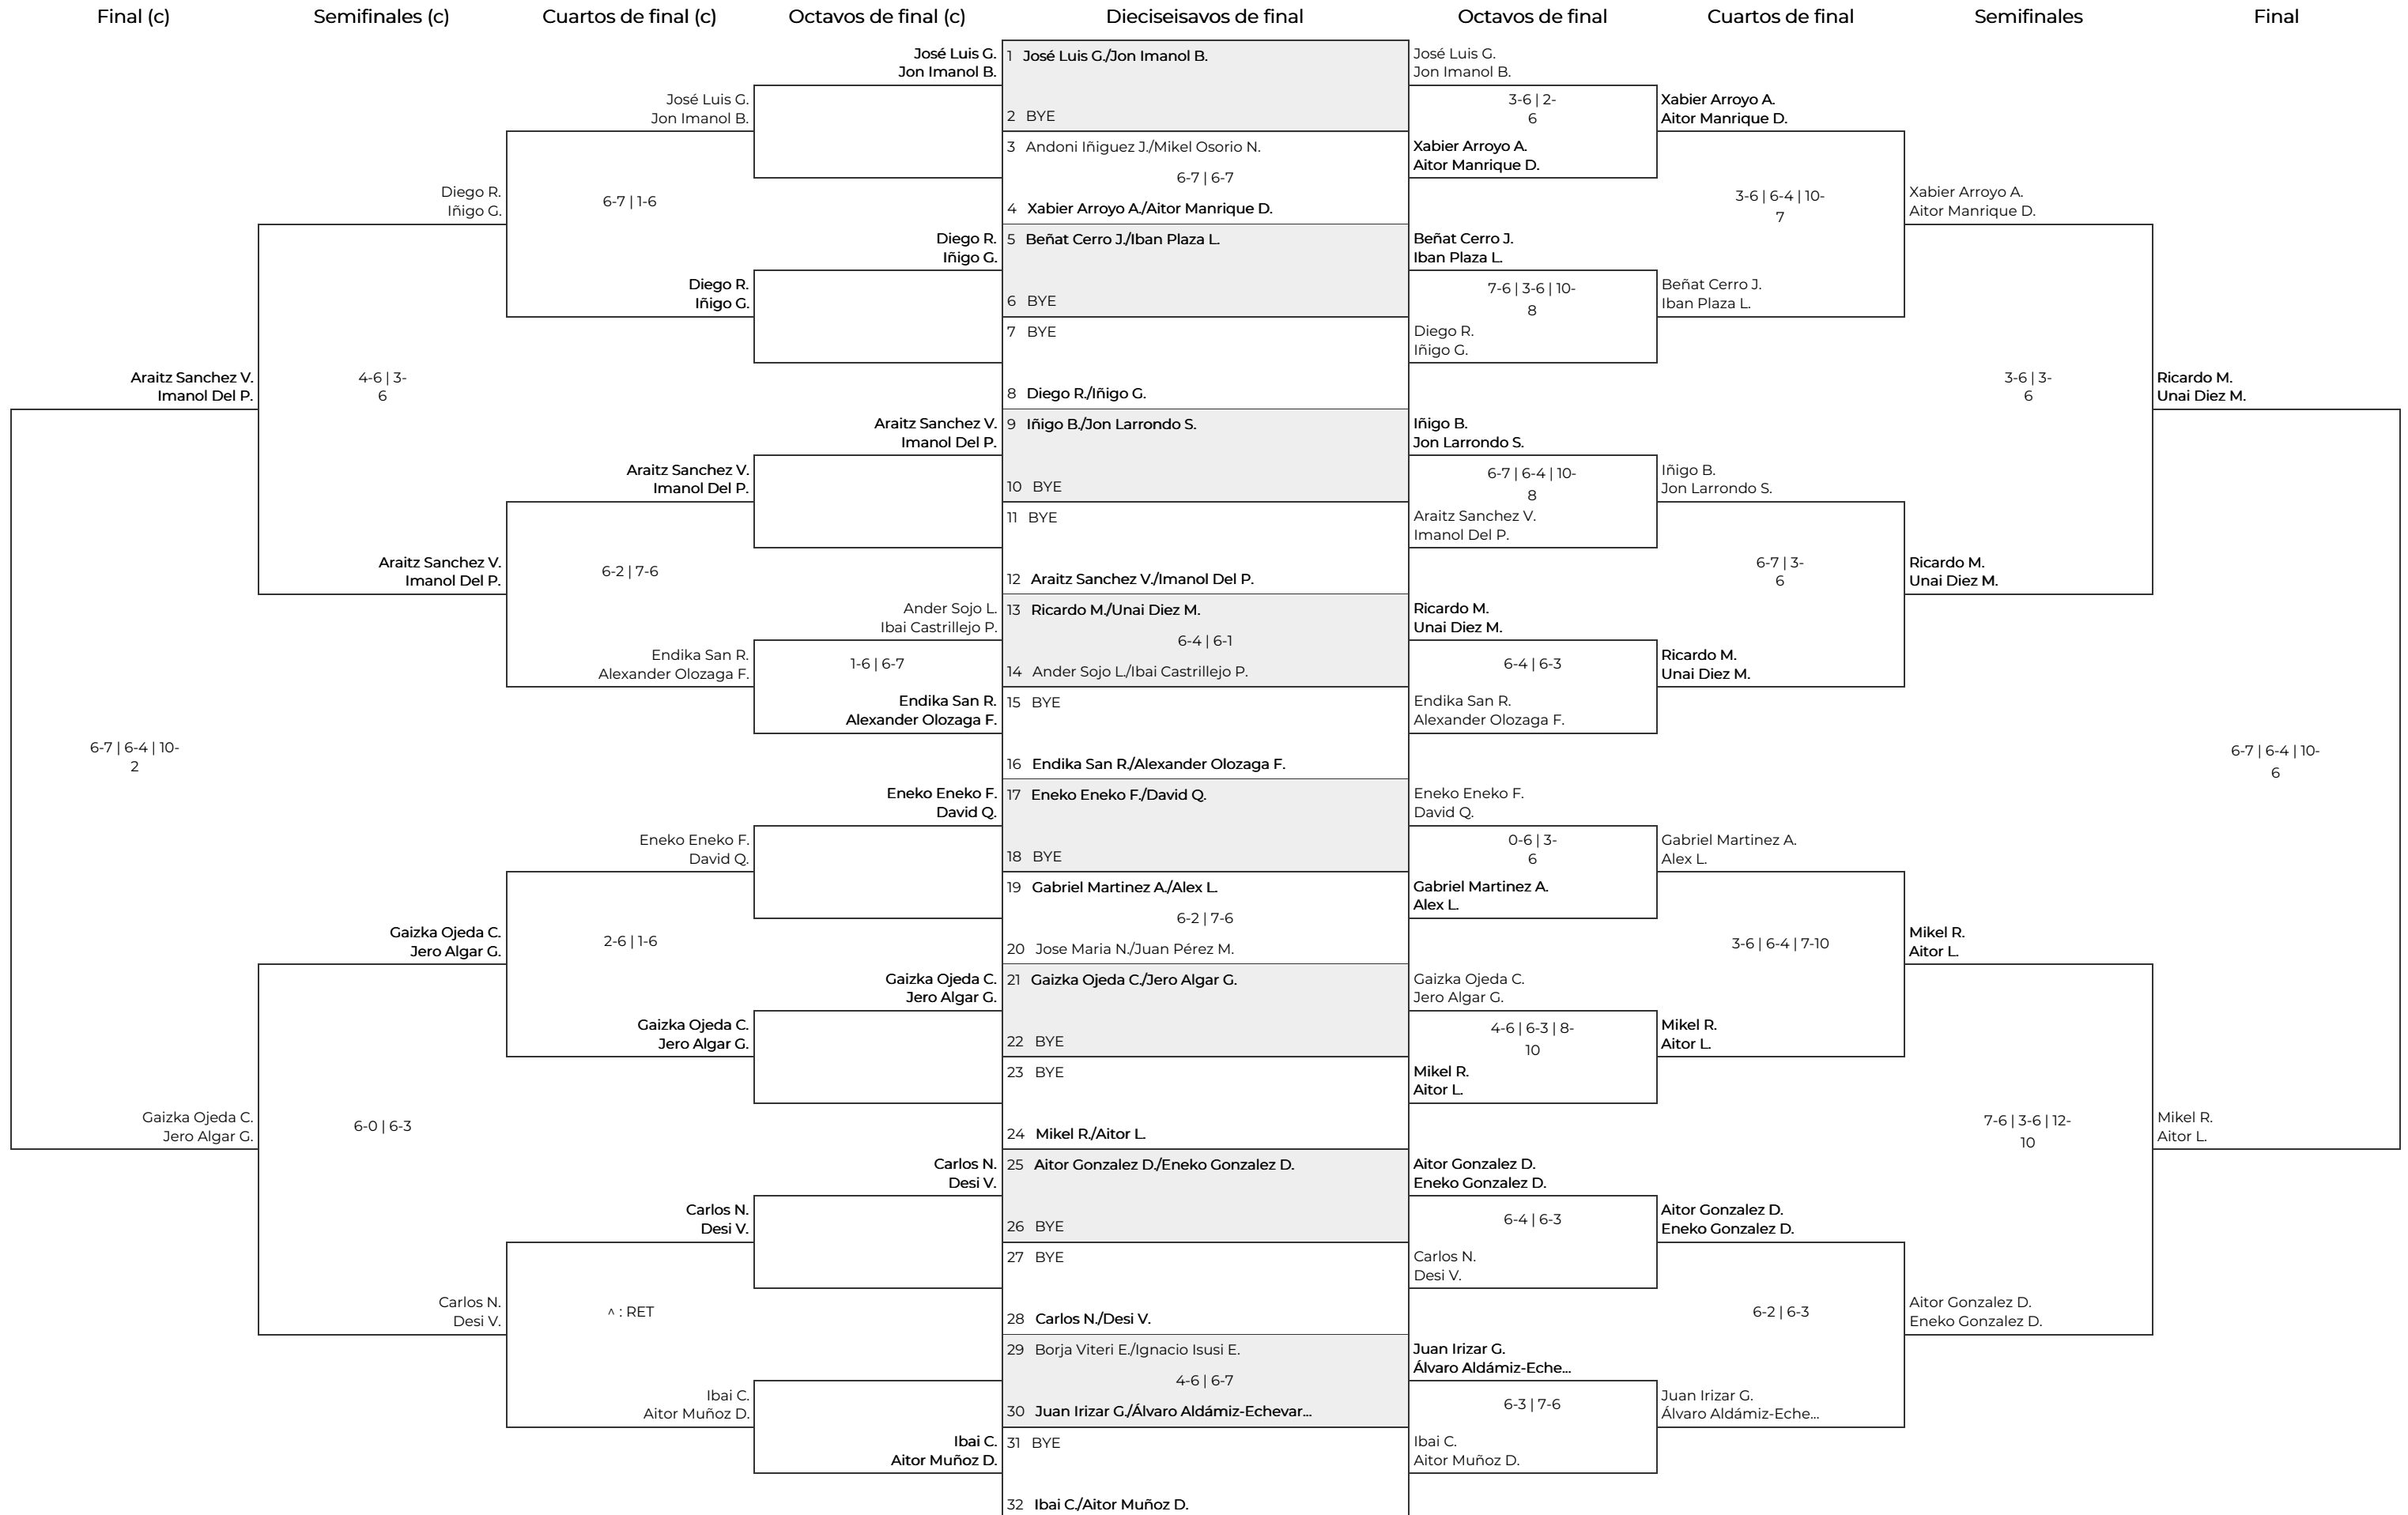 Final (c)
Semifinales (c)
Cuartos de final (c)
Octavos de final (c)
Dieciseisavos de final
Octavos de final
Cuartos de final
Semifinales
Final
Araitz Sanchez V.
Imanol Del P.
6-7 | 6-4 | 10-
2
Gaizka Ojeda C.
Jero Algar G.
Diego R.
Iñigo G.
4-6 | 3-
6
Araitz Sanchez V.
Imanol Del P.
Gaizka Ojeda C.
Jero Algar G.
6-0 | 6-3
Carlos N.
Desi V.
José Luis G.
Jon Imanol B.
6-7 | 1-6
Diego R.
Iñigo G.
Araitz Sanchez V.
Imanol Del P.
6-2 | 7-6
Endika San R.
Alexander Olozaga F.
Eneko Eneko F.
David Q.
2-6 | 1-6
Gaizka Ojeda C.
Jero Algar G.
Carlos N.
Desi V.
^ : RET
Ibai C.
Aitor Muñoz D.
José Luis G.
Jon Imanol B.
Diego R.
Iñigo G.
Araitz Sanchez V.
Imanol Del P.
Ander Sojo L.
Ibai Castrillejo P.
1-6 | 6-7
Endika San R.
Alexander Olozaga F.
Eneko Eneko F.
David Q.
Gaizka Ojeda C.
Jero Algar G.
Carlos N.
Desi V.
Ibai C.
Aitor Muñoz D.
1 José Luis G./Jon Imanol B.
2 BYE
3 Andoni Iñiguez J./Mikel Osorio N.
6-7 | 6-7
4 Xabier Arroyo A./Aitor Manrique D.
5 Beñat Cerro J./Iban Plaza L.
6 BYE
7 BYE
8 Diego R./Iñigo G.
9 Iñigo B./Jon Larrondo S.
10 BYE
11 BYE
12 Araitz Sanchez V./Imanol Del P.
13 Ricardo M./Unai Diez M.
6-4 | 6-1
14 Ander Sojo L./Ibai Castrillejo P.
15 BYE
16 Endika San R./Alexander Olozaga F.
17 Eneko Eneko F./David Q.
18 BYE
19 Gabriel Martinez A./Alex L.
6-2 | 7-6
20 Jose Maria N./Juan Pérez M.
21 Gaizka Ojeda C./Jero Algar G.
22 BYE
23 BYE
24 Mikel R./Aitor L.
25 Aitor Gonzalez D./Eneko Gonzalez D.
26 BYE
27 BYE
28 Carlos N./Desi V.
29 Borja Viteri E./Ignacio Isusi E.
4-6 | 6-7
30 Juan Irizar G./Álvaro Aldámiz-Echevar...
31 BYE
32 Ibai C./Aitor Muñoz D.
José Luis G.
Jon Imanol B.
3-6 | 2-
6
Xabier Arroyo A.
Aitor Manrique D.
Beñat Cerro J.
Iban Plaza L.
7-6 | 3-6 | 10-
8
Diego R.
Iñigo G.
Iñigo B.
Jon Larrondo S.
6-7 | 6-4 | 10-
8
Araitz Sanchez V.
Imanol Del P.
Ricardo M.
Unai Diez M.
6-4 | 6-3
Endika San R.
Alexander Olozaga F.
Eneko Eneko F.
David Q.
0-6 | 3-
6
Gabriel Martinez A.
Alex L.
Gaizka Ojeda C.
Jero Algar G.
4-6 | 6-3 | 8-
10
Mikel R.
Aitor L.
Aitor Gonzalez D.
Eneko Gonzalez D.
6-4 | 6-3
Carlos N.
Desi V.
Juan Irizar G.
Álvaro Aldámiz-Eche...
6-3 | 7-6
Ibai C.
Aitor Muñoz D.
Xabier Arroyo A.
Aitor Manrique D.
3-6 | 6-4 | 10-
7
Beñat Cerro J.
Iban Plaza L.
Iñigo B.
Jon Larrondo S.
6-7 | 3-
6
Ricardo M.
Unai Diez M.
Gabriel Martinez A.
Alex L.
3-6 | 6-4 | 7-10
Mikel R.
Aitor L.
Aitor Gonzalez D.
Eneko Gonzalez D.
6-2 | 6-3
Juan Irizar G.
Álvaro Aldámiz-Eche...
Xabier Arroyo A.
Aitor Manrique D.
3-6 | 3-
6
Ricardo M.
Unai Diez M.
Mikel R.
Aitor L.
7-6 | 3-6 | 12-
10
Aitor Gonzalez D.
Eneko Gonzalez D.
Ricardo M.
Unai Diez M.
6-7 | 6-4 | 10-
6
Mikel R.
Aitor L.